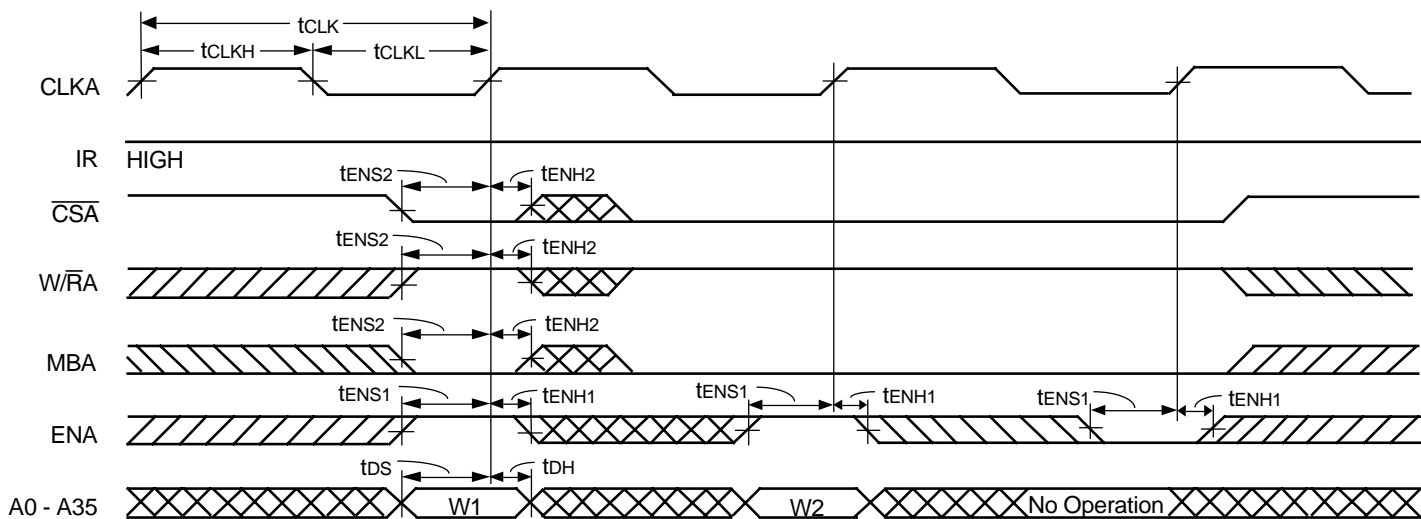 tCLK
tCLKH tCLKL
CLKA
IR HIGH
tENS2 tENH2
CSA
tENS2 tENH2
W/RA
tENS2 tENH2
MBA
tENS1 tENH1 tENS1 tENH1 tENS1 tENH1
ENA
tDS tDH
A0 - A35 W1 W2 No Operation